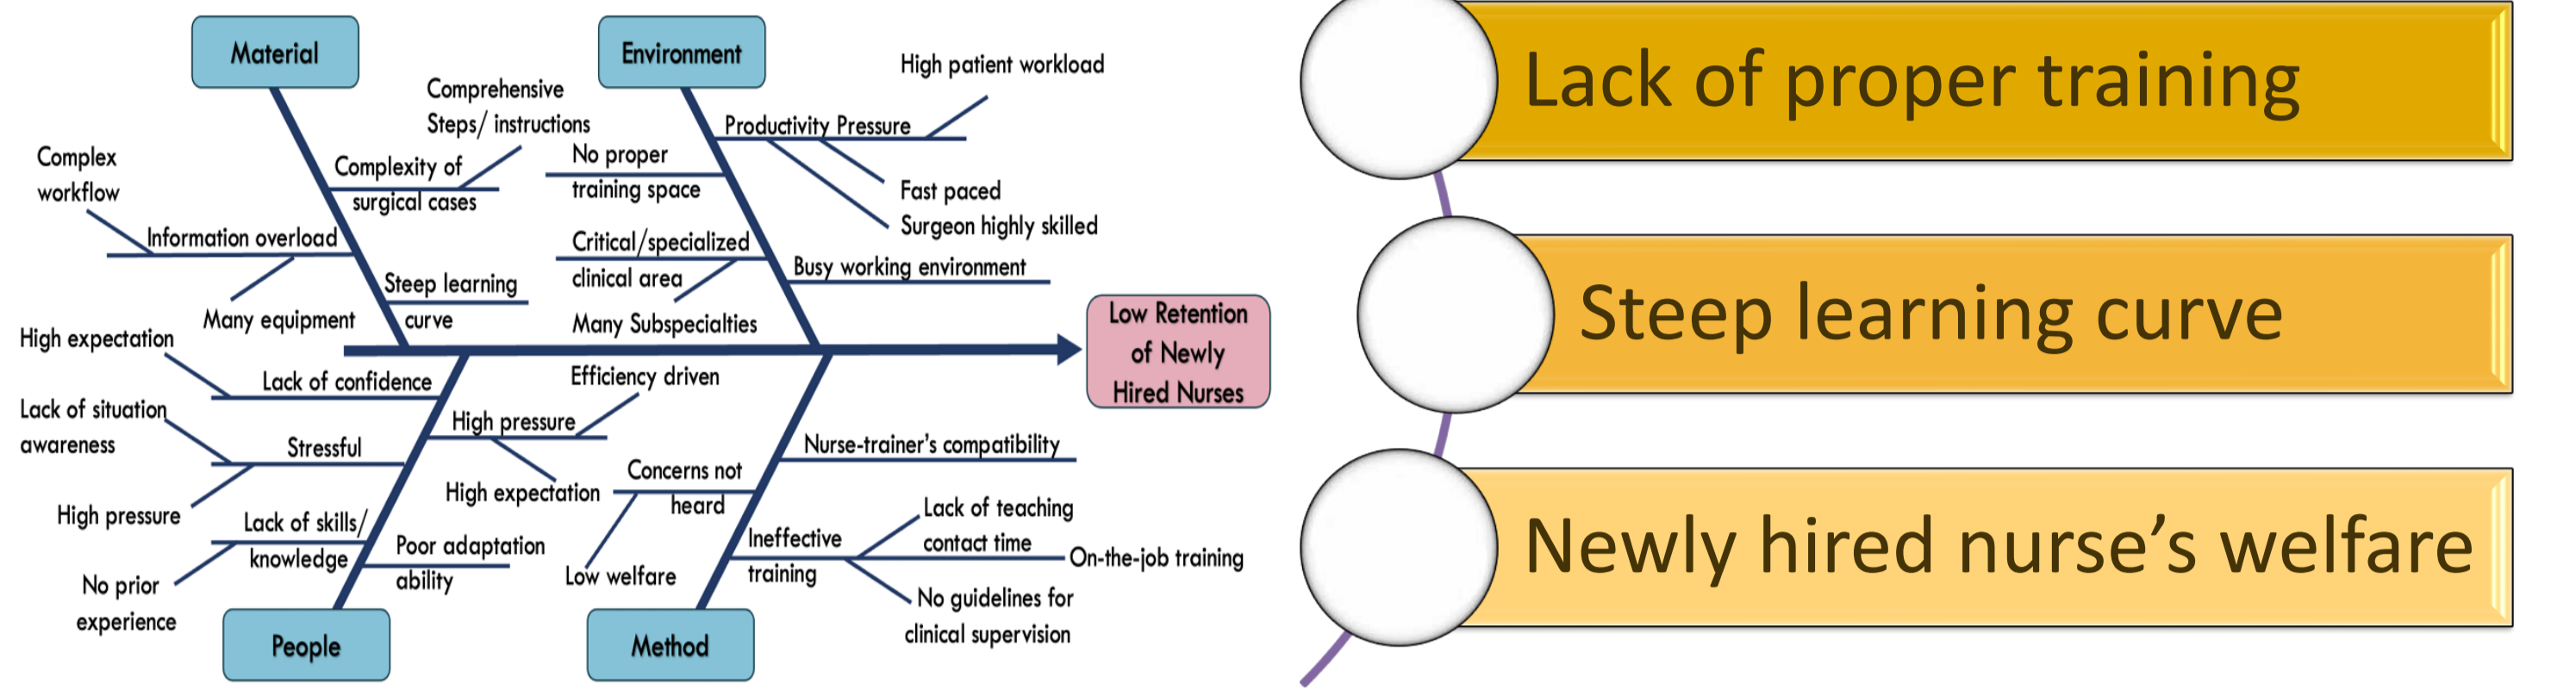 Material
Environment
High patient workload
Comprehensive
Steps/ instructions
Productivity Pressure
Complex
workflow
Complexity of
surgical cases
No proper
training space
Fast paced
Surgeon highly skilled
Information overload
Critical/specialized
clinical area
Busy working environment
Steep learning
curve
Many equipment
Many Subspecialties
Low Retention
of Newly
Hired Nurses
High expectation
Lack of confidence
Efficiency driven
Lack of situation
awareness
High pressure
Stressful
Nurse-trainer's compatibility
High expectation
Concerns not
heard
High pressure
Lack of skills/
knowledge
Poor adaptation
ability
No prior
experience
Low welfare
Ineffective
training
Lack of teaching
contact time
On-the-job training
No guidelines for
clinical supervision
People
Method
Lack of proper training
Steep learning curve
Newly hired nurse’s welfare